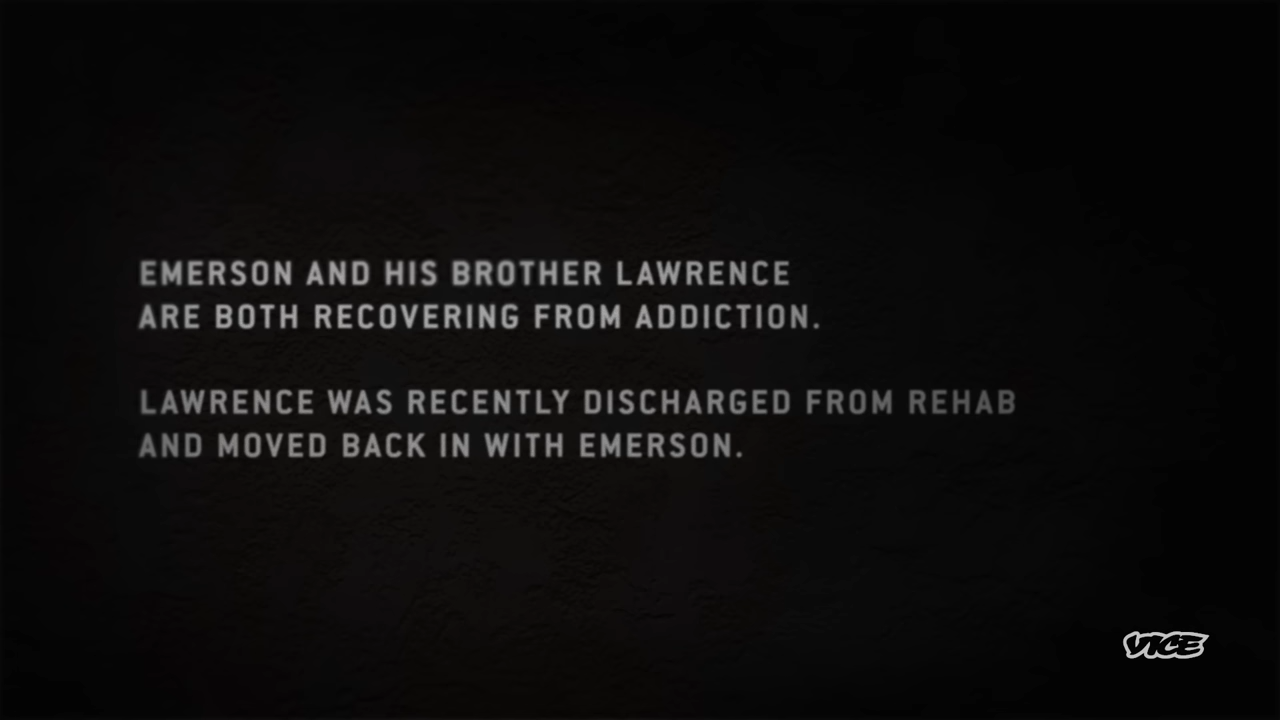 EMERSON AND HIS BROTHER LAWRENCE
ARE BOTH RECOVERING FROM ADDICTION.
LAWRENCE WAS RECENTLY DISCHARGED FROM REHAB
AND MOVED BACK IN WITH EMERSON.
VICE